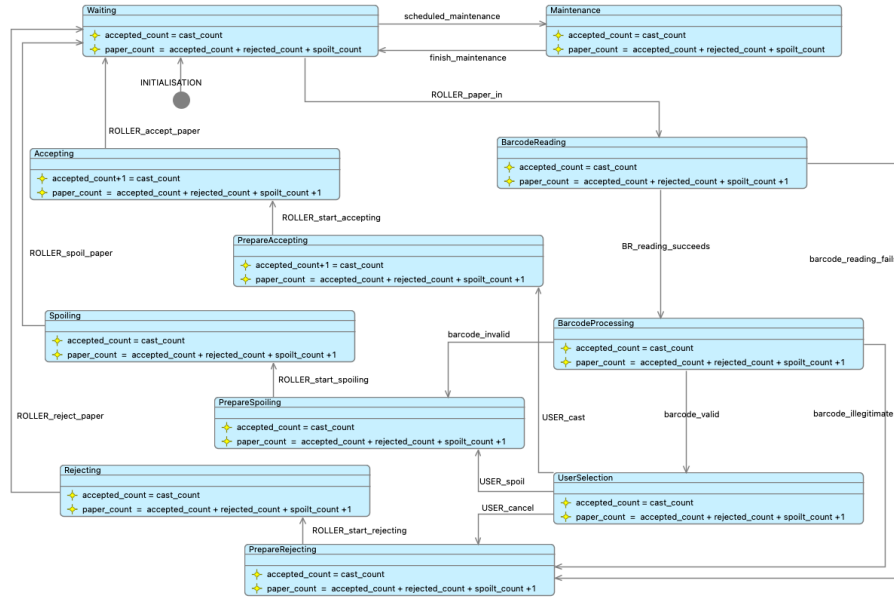 Waiting
accepted_count = cast_count
paper_count = accepted_count + rejected_count + spoilt_count
scheduled_maintenance
Maintenance
accepted_count = cast_count
paper_count = accepted_count + rejected_count + spoilt_count
finish_maintenance
INITIALISATION
ROLLER_paper_in
ROLLER_accept_paper
BarcodeReading
accepted_count = cast_count
paper_count = accepted_count + rejected_count + spoilt_count +1
Accepting
accepted_count+1 = cast_count
paper_count = accepted_count + rejected_count + spoilt_count +1
ROLLER_start_accepting
PrepareAccepting
accepted_count+1 = cast_count
paper_count = accepted_count + rejected_count + spoilt_count +1
ROLLER_spoil_paper
BR_reading_succeeds
barcode_reading_fail
Spoiling
accepted_count = cast_count
paper_count = accepted_count + rejected_count + spoilt_count +1
barcode_invalid
BarcodeProcessing
accepted_count = cast_count
paper_count = accepted_count + rejected_count + spoilt_count +1
ROLLER_start_spoiling
PrepareSpoiling
accepted_count = cast_count
paper_count = accepted_count + rejected_count + spoilt_count +1
ROLLER_reject_paper
USER_cast
barcode_valid
barcode_illegitimate
Rejecting
accepted_count = cast_count
paper_count = accepted_count + rejected_count + spoilt_count +1
USER_spoil
UserSelection
accepted_count = cast_count
paper_count = accepted_count + rejected_count + spoilt_count +1
USER_cancel
ROLLER_start_rejecting
PrepareRejecting
accepted_count = cast_count
paper_count = accepted_count + rejected_count + spoilt_count +1